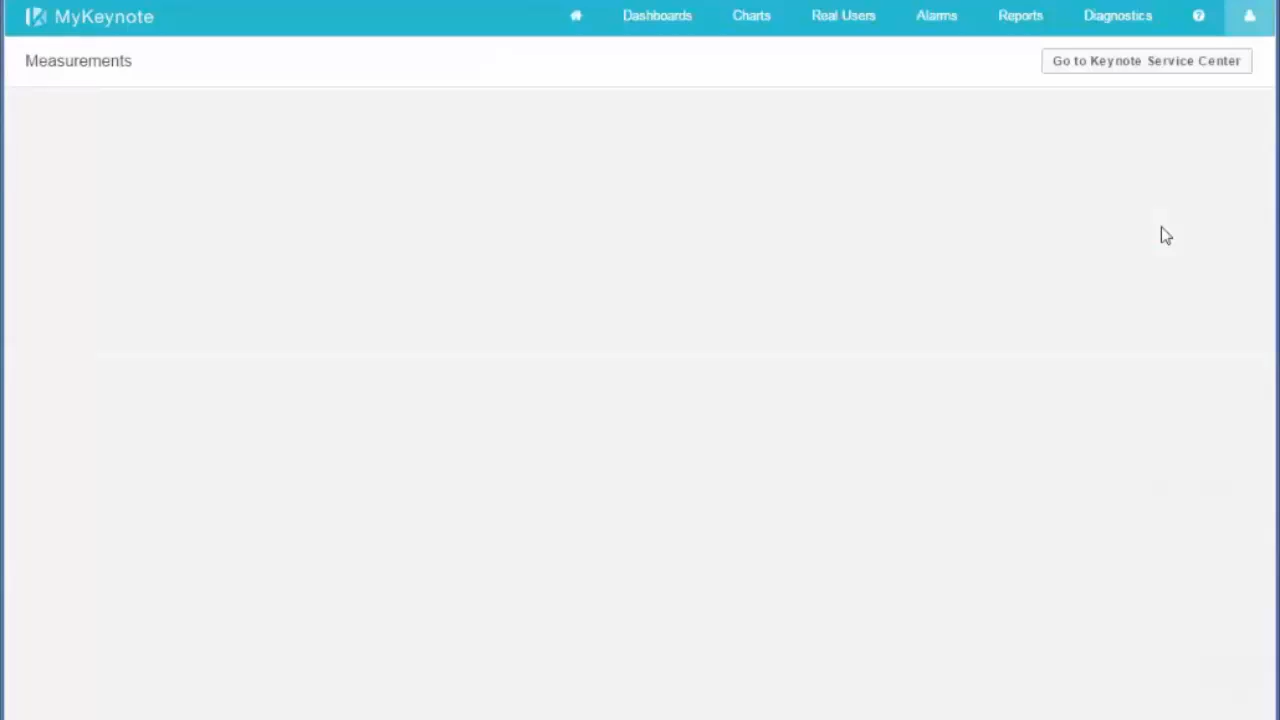 MyKeynote Dashboards Charts Real Users Alarms Reports Diagnostics ?
Measurements Go to Keynote Service Center